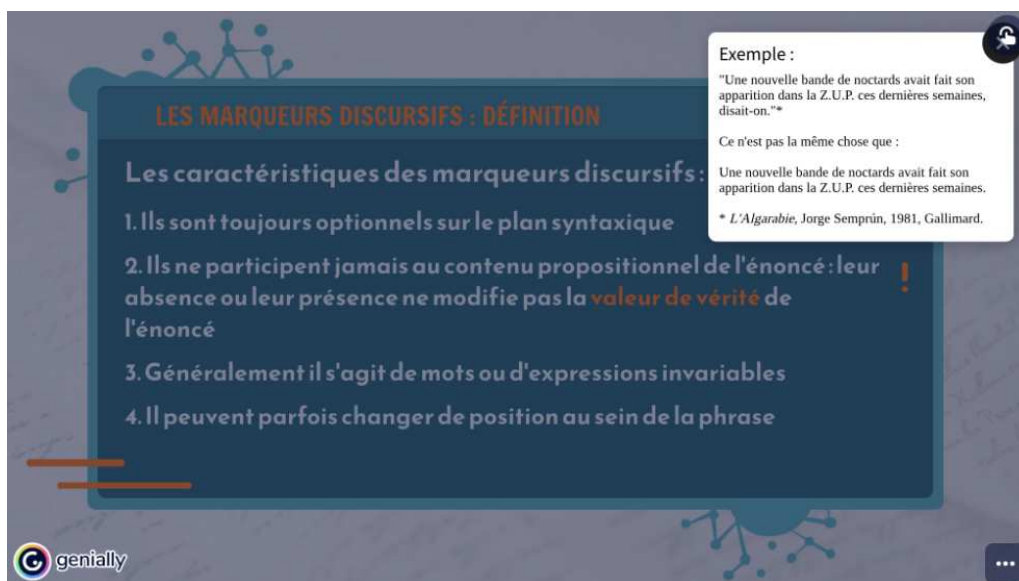 LES MARQUEURS DISCURSIFS : DÉFINITION
Les caractéristiques des marqueurs discursifs :
1. Ils sont toujours optionnels sur le plan syntaxique
2. Ils ne participent jamais au contenu propositionnel de l'énoncé : leur
absence ou leur présence ne modifie pas la valeur de vérité de
l'énoncé
!
3. Généralement il s'agit de mots ou d'expressions invariables
4. Il peuvent parfois changer de position au sein de la phrase
Exemple :
"Une nouvelle bande de noctards avait fait son
apparition dans la Z.U.P. ces dernières semaines,
disait-on."*
Ce n'est pas la même chose que :
Une nouvelle bande de noctards avait fait son
apparition dans la Z.U.P. ces dernières semaines.
* L'Algarabie, Jorge Semprún, 1981, Gallimard.
genially